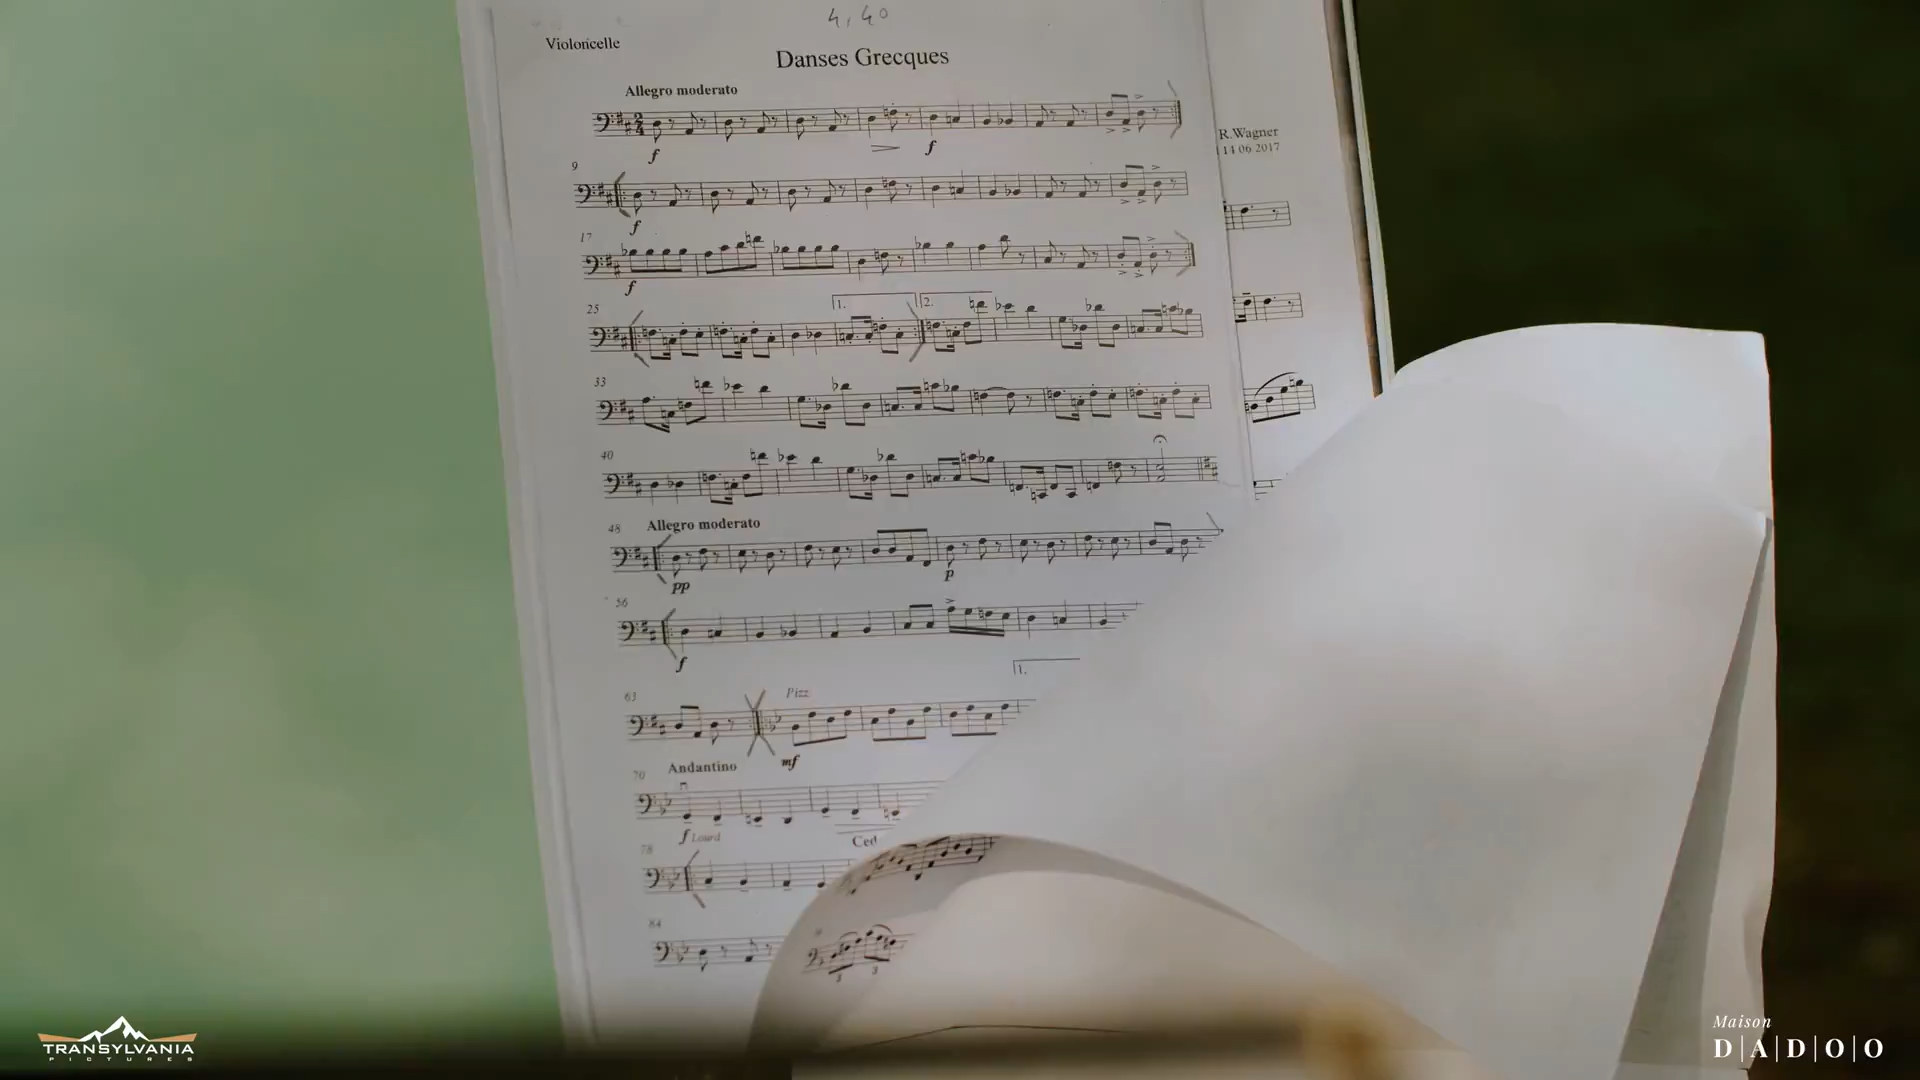 4,40
Violoncelle
Danses Grecques
Allegro moderato
R.Wagner
14 06 2017
f
f
9
f
17
f
25
1.
2.
33
40
48
Allegro moderato
pp
p
56
f
1.
63
Pizz
mf
70
Andantino
f Lourd
78
Ced
84
3
3
TRANSYLVANIA
PICTURES
Maison
D|A|D|O|O